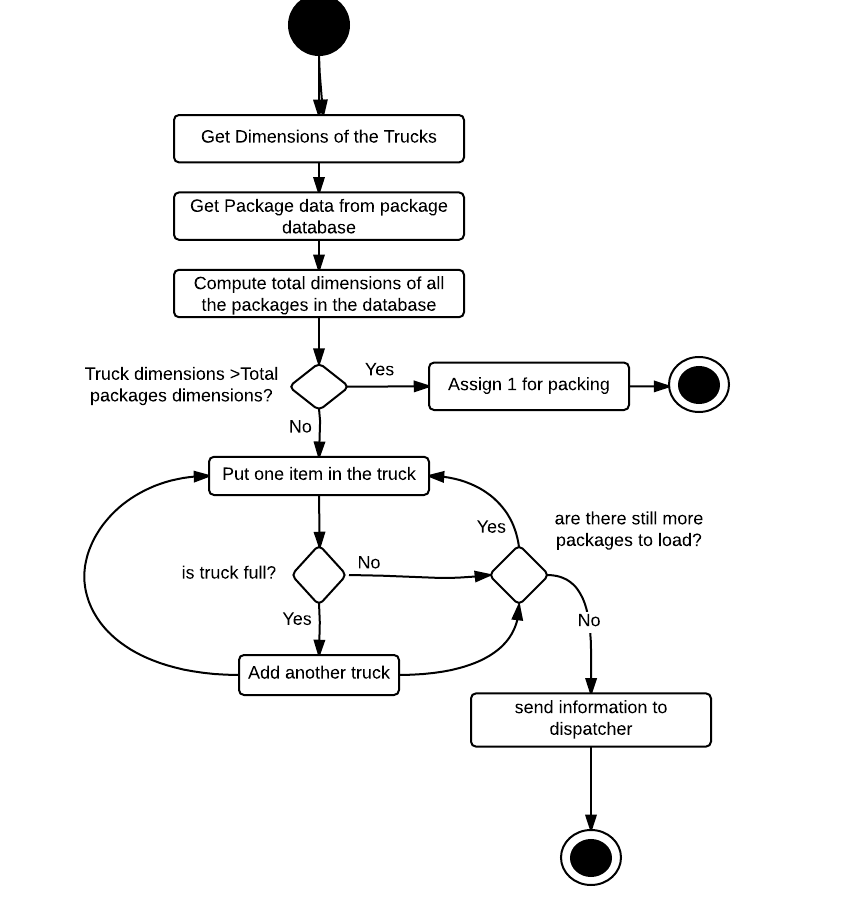 Get Dimensions of the Trucks
Get Package data from package
database
Compute total dimensions of all
the packages in the database
Truck dimensions >Total
packages dimensions?
Yes
Assign 1 for packing
No
Put one item in the truck
are there still more
packages to load?
Yes
is truck full?
No
Yes
No
Add another truck
send information to
dispatcher